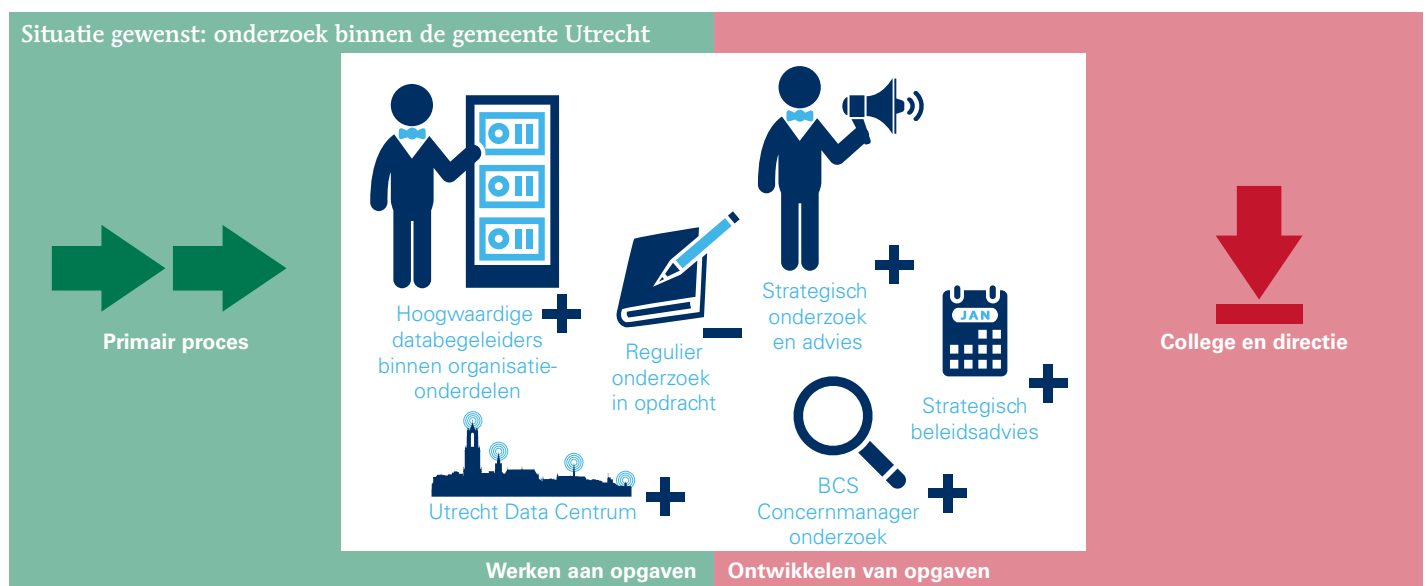 Situatie gewenst: onderzoek binnen de gemeente Utrecht
Primair proces
Hoogwaardige
databegeleiders
binnen organisatie-
onderdelen
Regulier
onderzoek
in opdracht
Strategisch
onderzoek
en advies
JAN
Strategisch
beleidsadvies
Utrecht Data Centrum
BCS
Concernmanager
onderzoek
College en directie
Werken aan opgaven
Ontwikkelen van opgaven